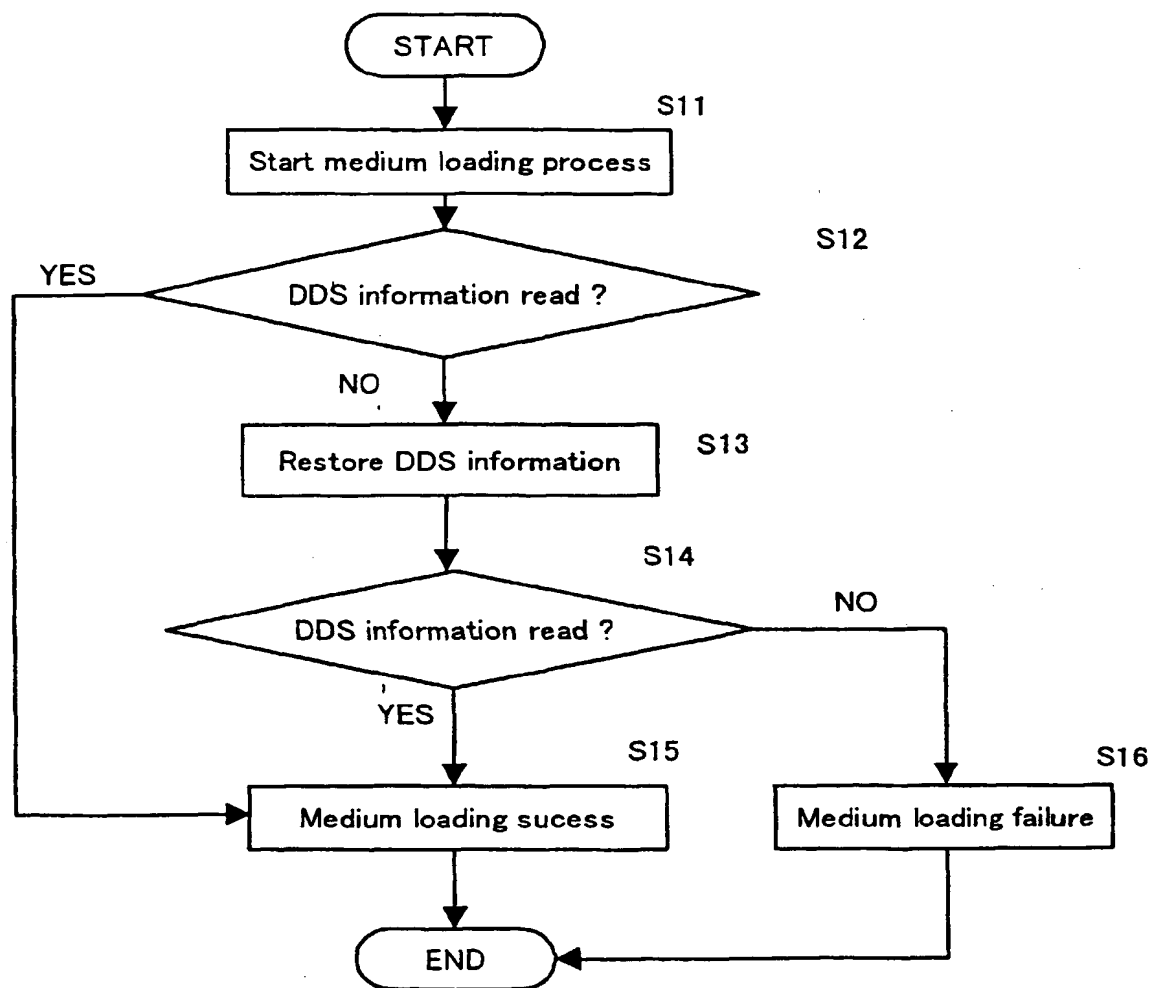 START
S11
Start medium loading process
S12
YES
DDS information read ?
NO
Restore DDS information
S13
S14
DDS information read ?
NO
YES
S15
S16
Medium loading sucess
Medium loading failure
END